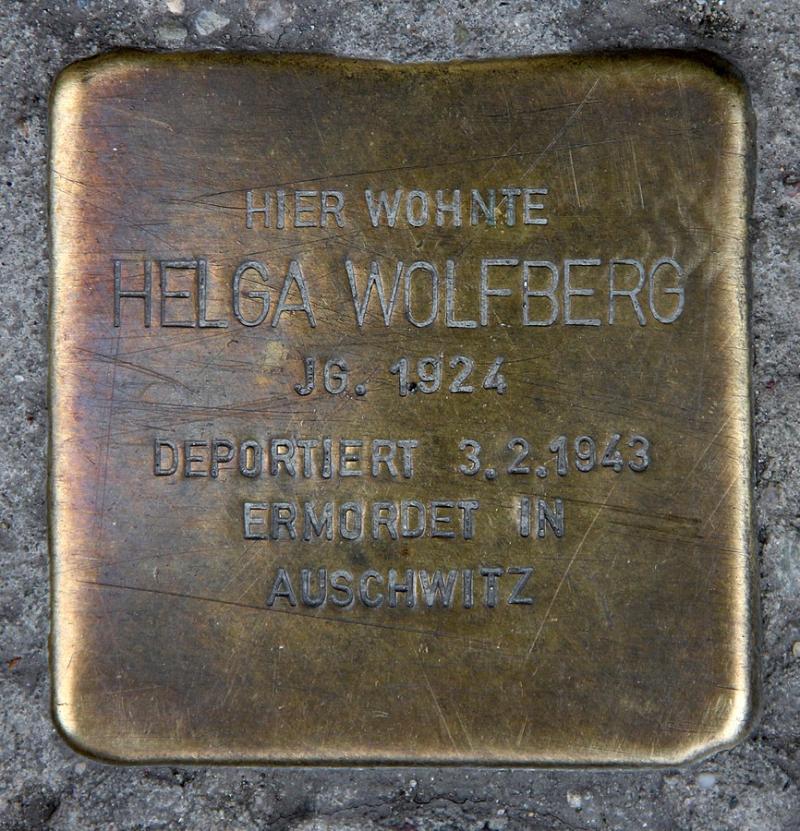 HIER WOHNTE
HELGA WOLFBERG
JG. 1924
DEPORTIERT 3.2.1943
ERMORDET IN
AUSCHWITZ